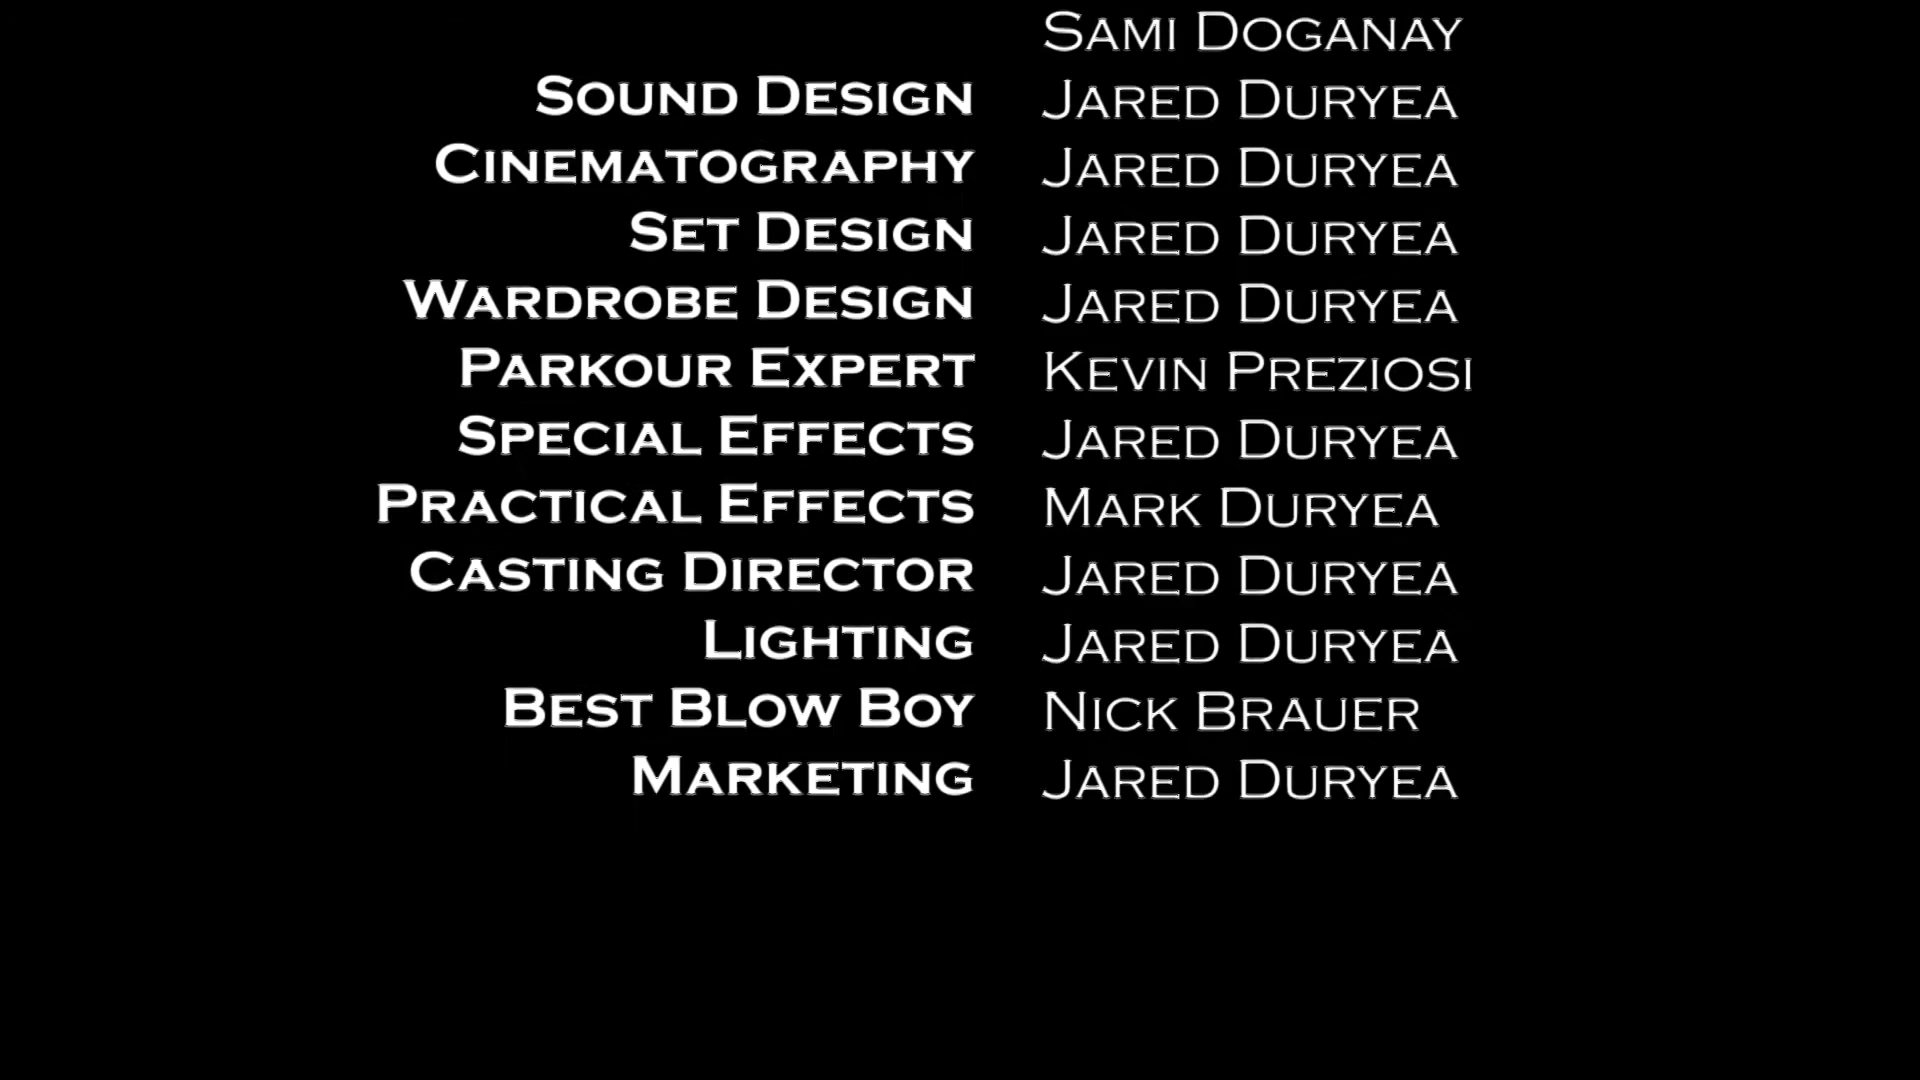 Sami Doganay
Sound Design Jared Duryea
Cinematography Jared Duryea
Set Design Jared Duryea
Wardrobe Design Jared Duryea
Parkour Expert Kevin Preziosi
Special Effects Jared Duryea
Practical Effects Mark Duryea
Casting Director Jared Duryea
Lighting Jared Duryea
Best Blow Boy Nick Brauer
Marketing Jared Duryea